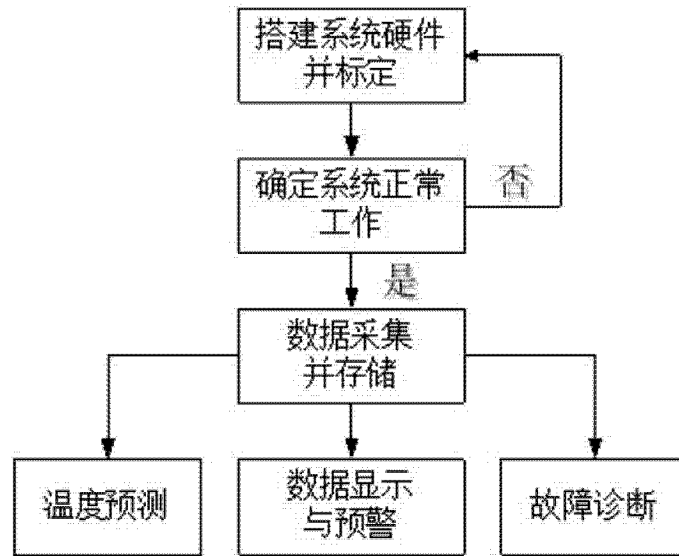 搭建系统硬件
并标定
确定系统正常
工作
否
是
数据采集
并存储
温度预测
数据显示
与预警
故障诊断